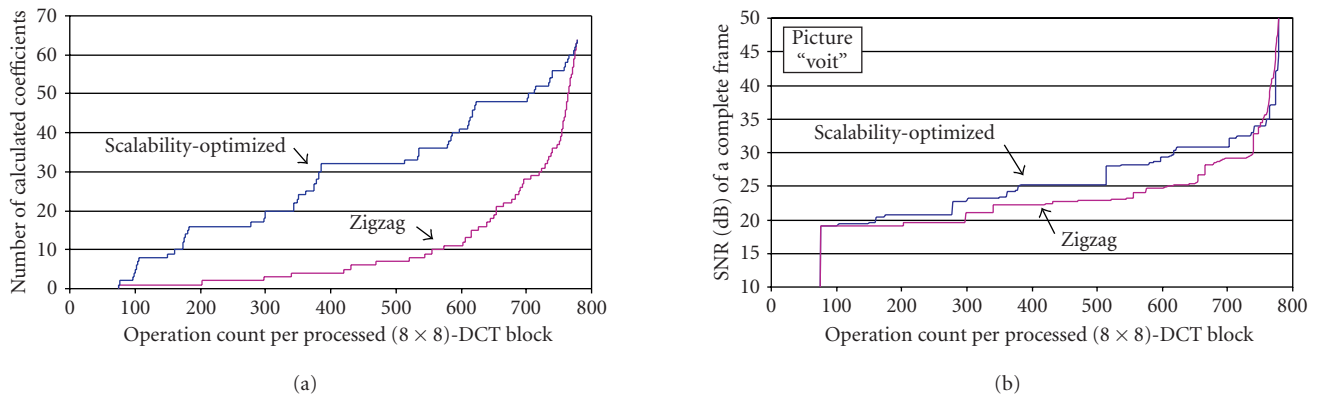 Number of calculated coefficients
70
60
50
40
30
20
10
0
0 100 200 300 400 500 600 700 800
Scalability-optimized
Zigzag
Operation count per processed (8 × 8)-DCT block
(a)
SNR (dB) of a complete frame
50
45
40
35
30
25
20
15
10
0 100 200 300 400 500 600 700 800
Picture
“voit”
Scalability-optimized
Zigzag
Operation count per processed (8 × 8)-DCT block
(b)